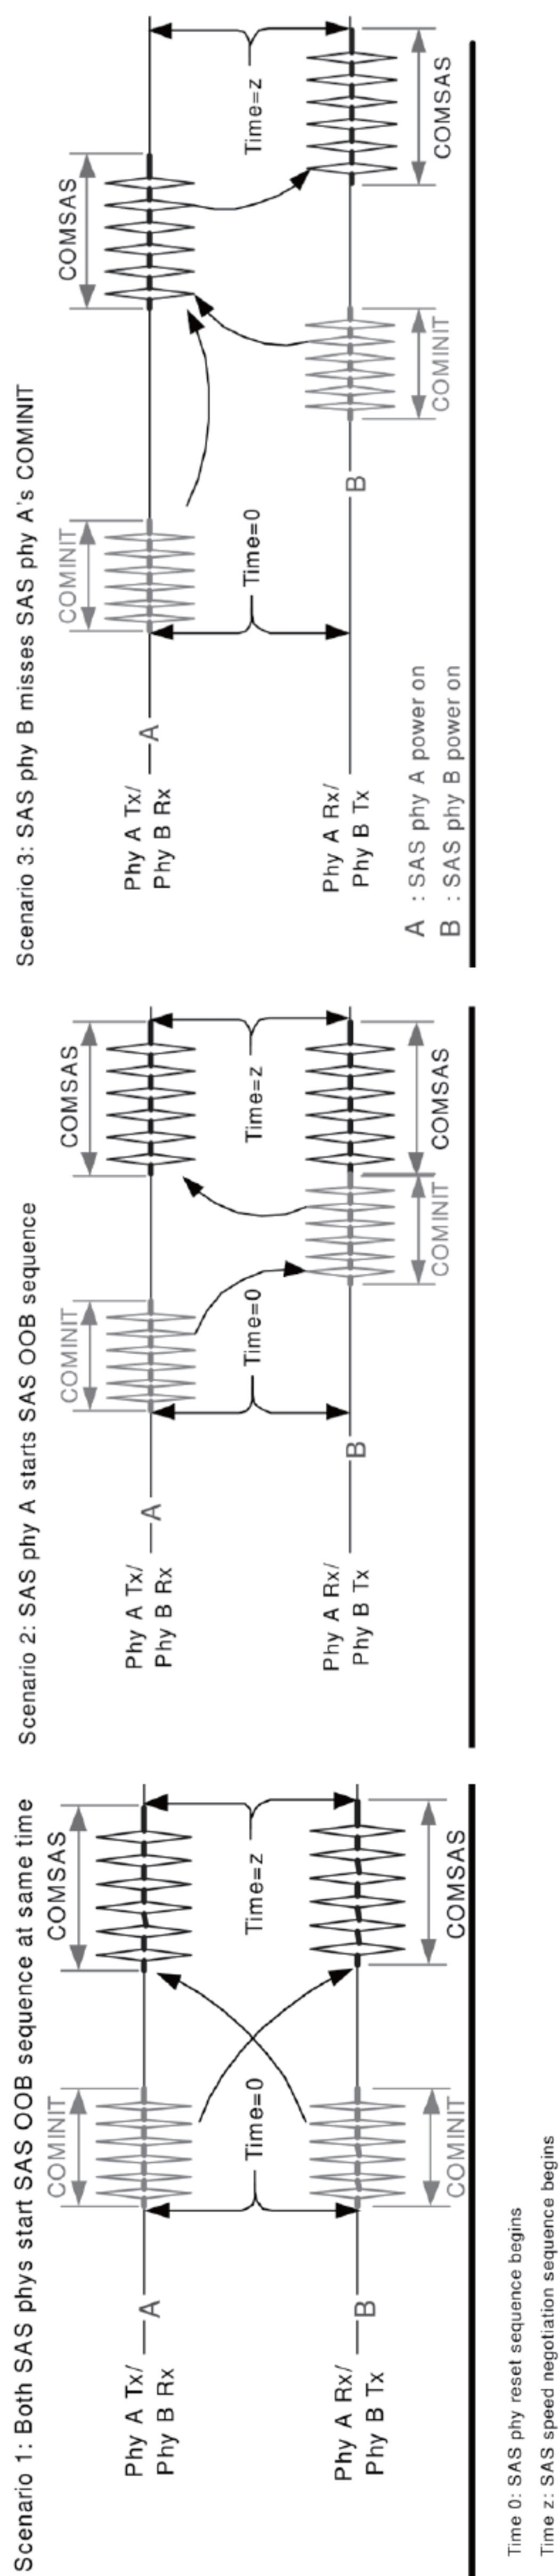 Scenario 1: Both SAS phys start SAS OOB sequence at same time
COMINIT
COMSAS
Phy A Tx/
Phy B Rx
A
Time=0
Time=z
Phy A Rx/
Phy B Tx
B
COMINIT
COMSAS
Scenario 2: SAS phy A starts SAS OOB sequence
COMINIT
COMSAS
Phy A Tx/
Phy B Rx
A
Time=0
Time=z
Phy A Rx/
Phy B Tx
B
COMINIT
COMSAS
Scenario 3: SAS phy B misses SAS phy A's COMINIT
COMINIT
COMSAS
Phy A Tx/
Phy B Rx
A
Time=0
Time=z
Phy A Rx/
Phy B Tx
B
COMINIT
COMSAS
A : SAS phy A power on
B : SAS phy B power on
Time 0: SAS phy reset sequence begins
Time z: SAS speed negotiation sequence begins